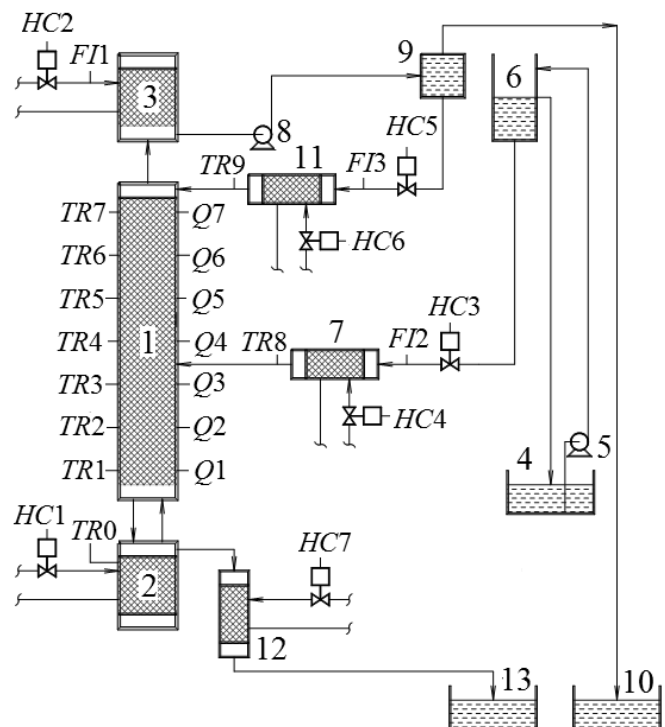 HC2
FI1
3
8
9
6
HC5
11
TR9
FI3
HC6
TR7
Q7
TR6
Q6
TR5
Q5
TR4
1
Q4
TR3
Q3
TR2
Q2
TR1
Q1
7
HC3
TR8
FI2
HC4
4
5
HC1
TR0
2
HC7
12
13
10